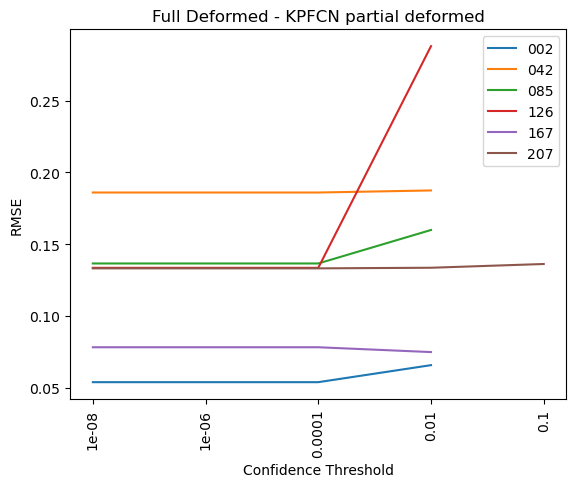 Full Deformed - KPFCN partial deformed
002
042
085
126
167
207
0.25
0.20
0.15
0.10
0.05
RMSE
1e-08
1e-06
0.0001
0.01
0.1
Confidence Threshold